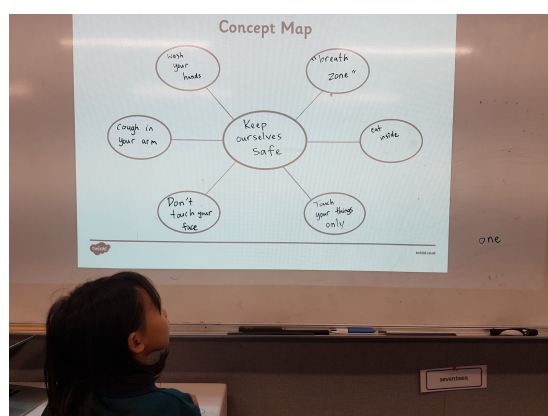 Concept Map
Wash
your
hands
"breath
zone"
Cough in
your arm
Keep
ourselves
safe
eat
inside
Don't
touch your
face
Touch
your things
only
twinkl
one
seventeen